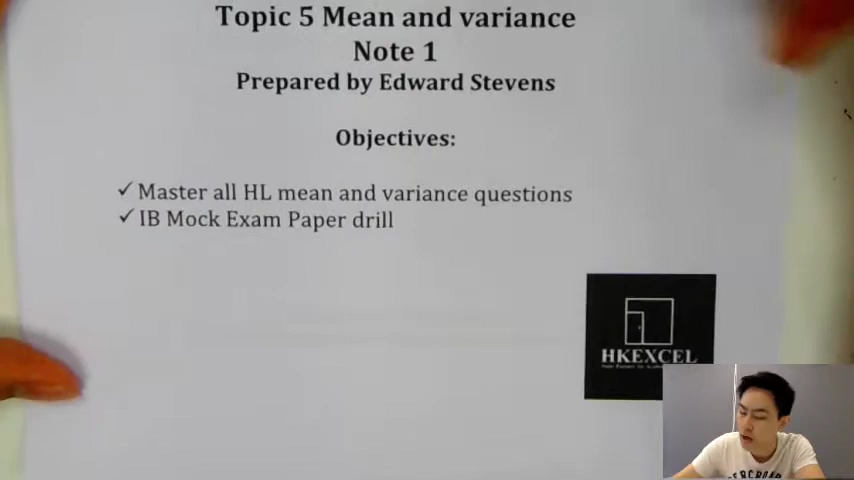 Topic 5 Mean and variance
Note 1
Prepared by Edward Stevens
Objectives:
✓ Master all HL mean and variance questions
✓ IB Mock Exam Paper drill
HKEXCEL